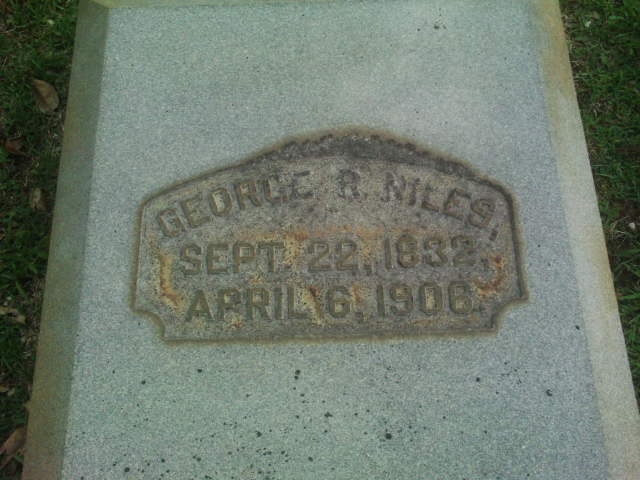 GEORGE R. NILES,
SEPT. 22, 1832.
APRIL 6, 1906.